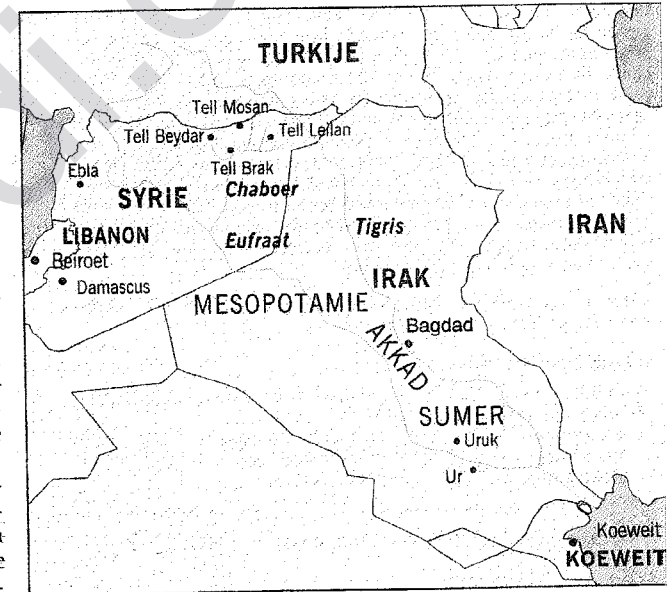 TURKIJE
Tell Mosan
Tell Beydar
Tell Leilan
Tell Brak
Ebla
Chaboer
SYRIE
LIBANON
Eufraat
Tigris
IRAN
Beiroet
Damascus
IRAK
MESOPOTAMIE
Bagdad
AKKAD
SUMER
Uruk
Ur
Koeweit
KOEWEIT